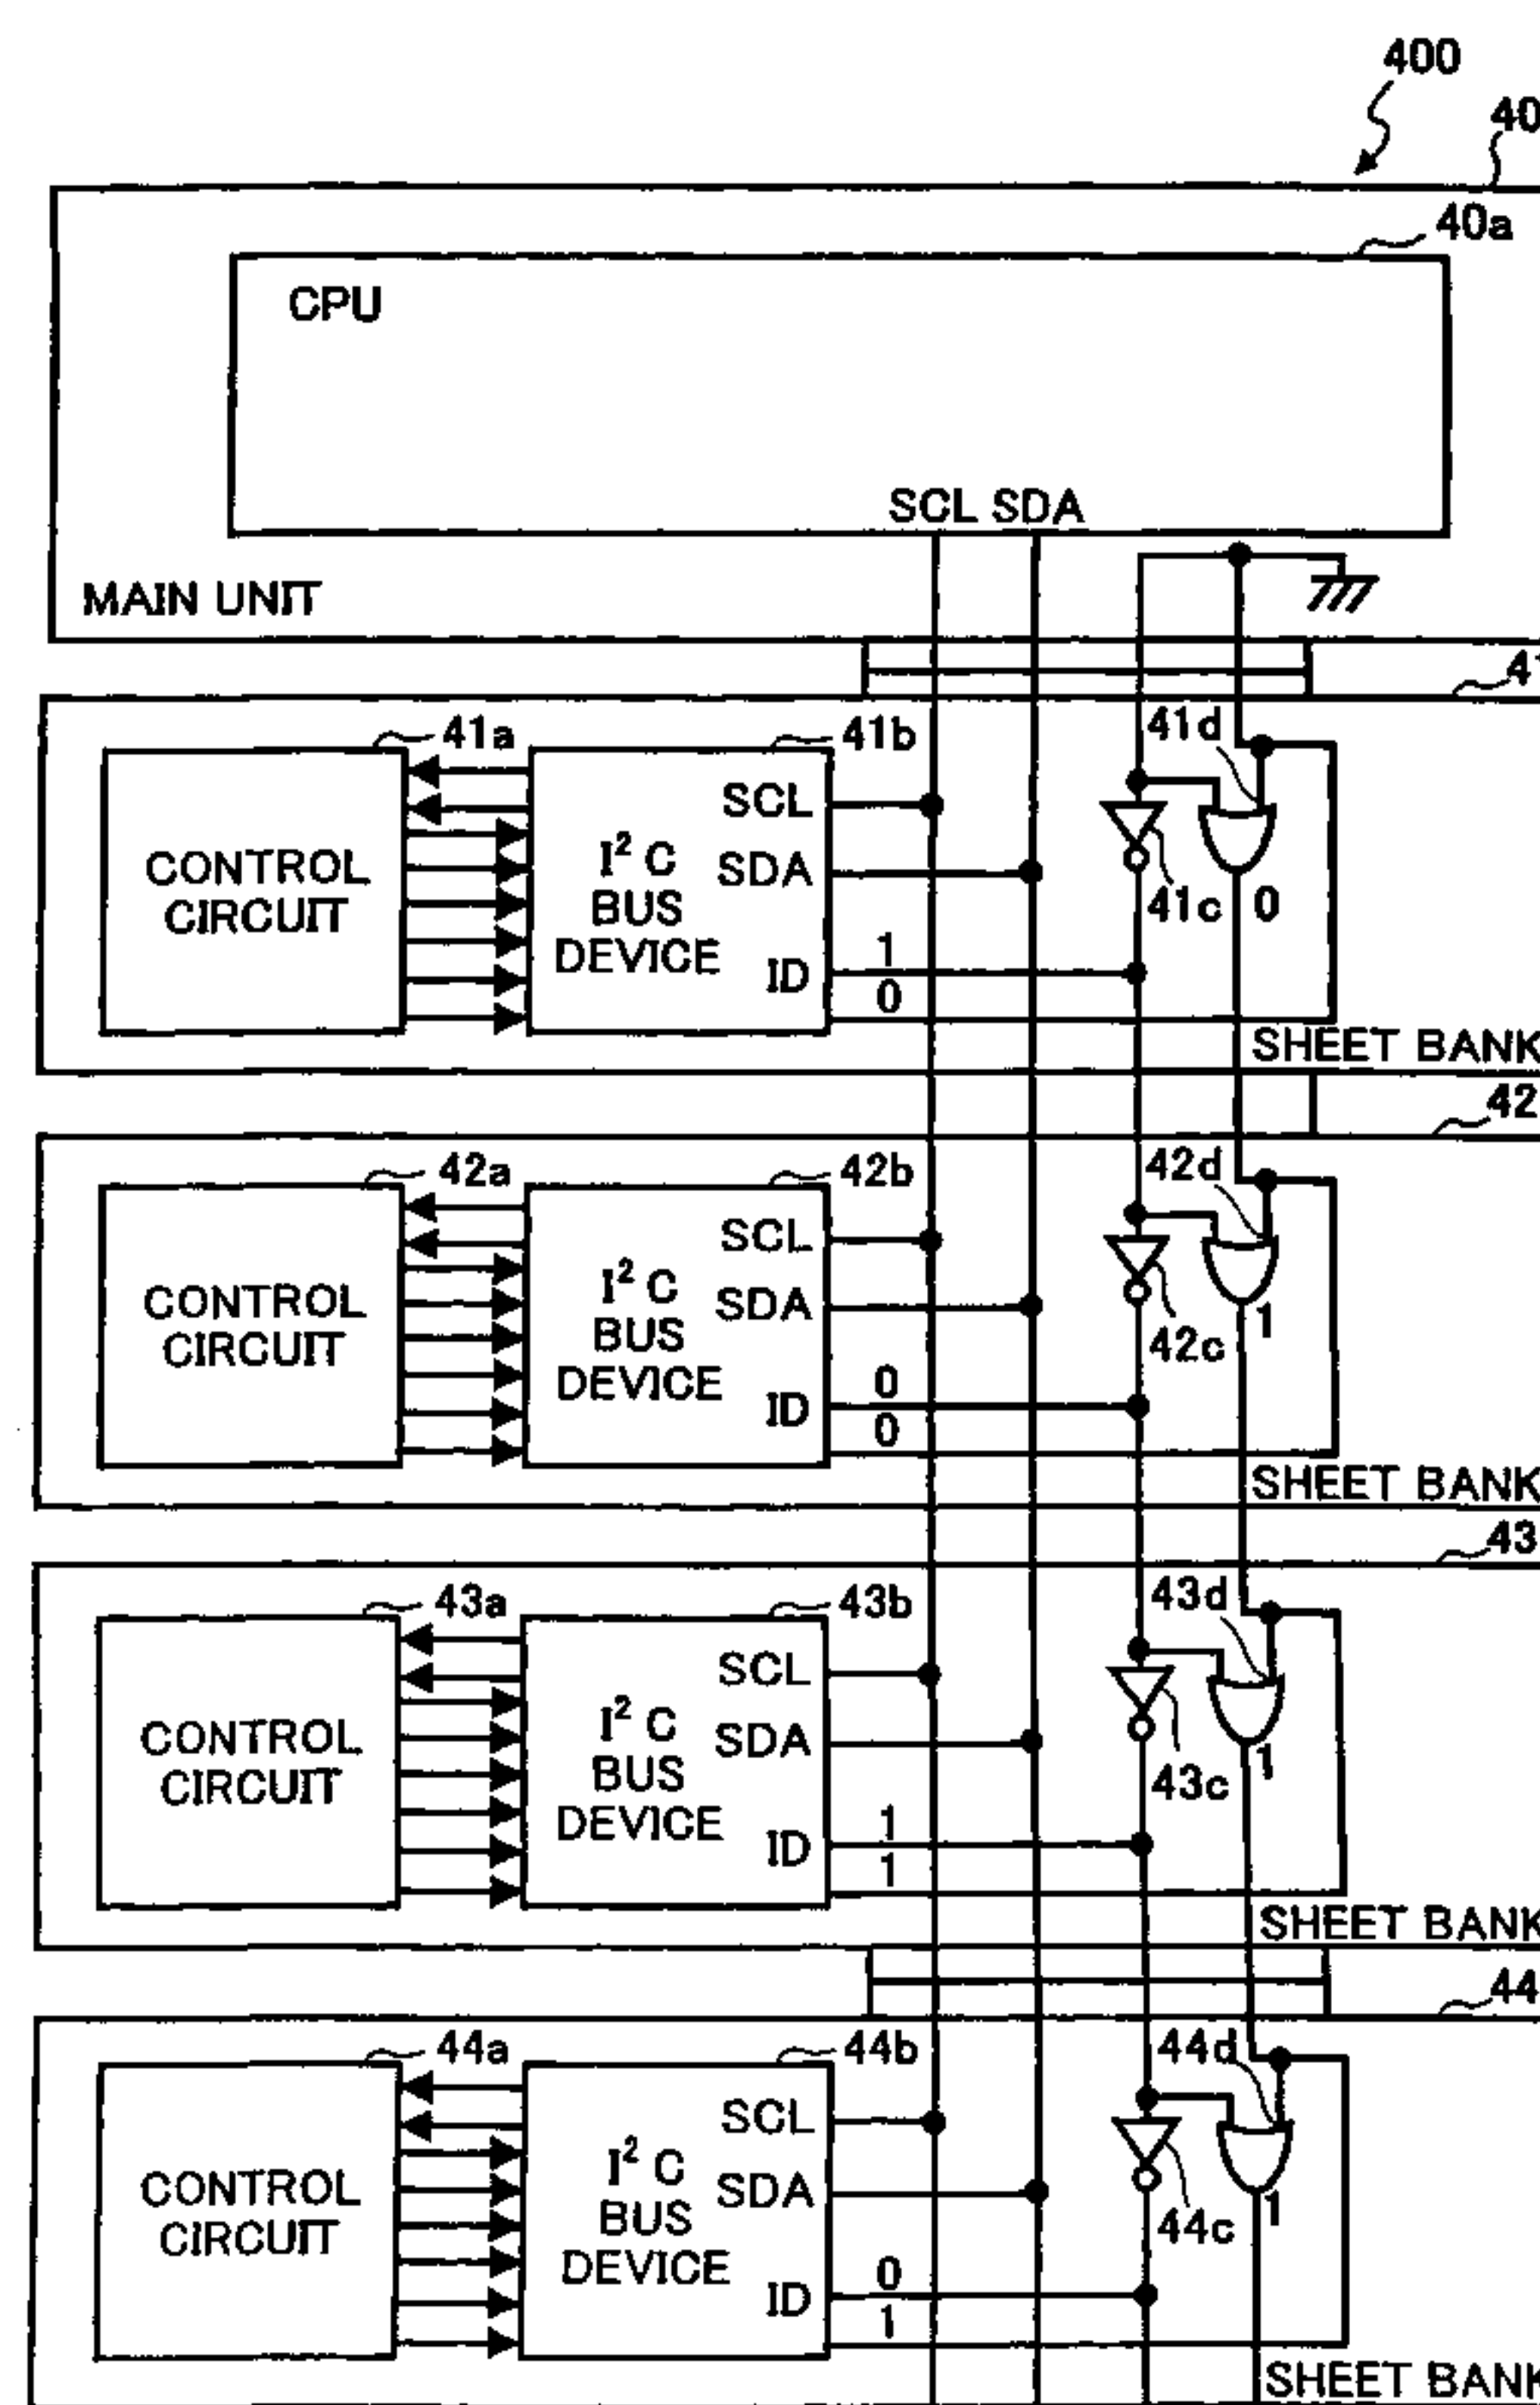 400
40
40a
CPU
SCL SDA
MAIN UNIT
41
41a
41b
41d
CONTROL
CIRCUIT
I² C
BUS
DEVICE
SCL
SDA
ID
1
0
41c
0
SHEET BANK
42
42a
42b
42d
CONTROL
CIRCUIT
I² C
BUS
DEVICE
SCL
SDA
ID
0
0
42c
1
SHEET BANK
43
43a
43b
43d
CONTROL
CIRCUIT
I² C
BUS
DEVICE
SCL
SDA
ID
1
1
43c
1
SHEET BANK
44
44a
44b
44d
CONTROL
CIRCUIT
I² C
BUS
DEVICE
SCL
SDA
ID
0
1
44c
1
SHEET BANK